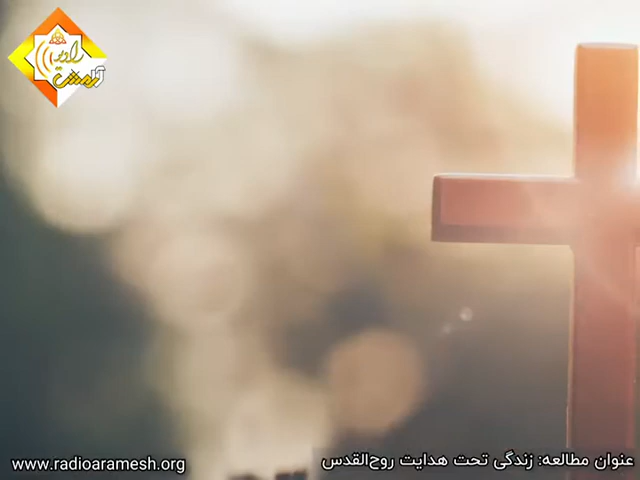 رادیو
آرامش
عنوان مطالعه: زندگی تحت هدایت روح‌القدس
www.radioaramesh.org